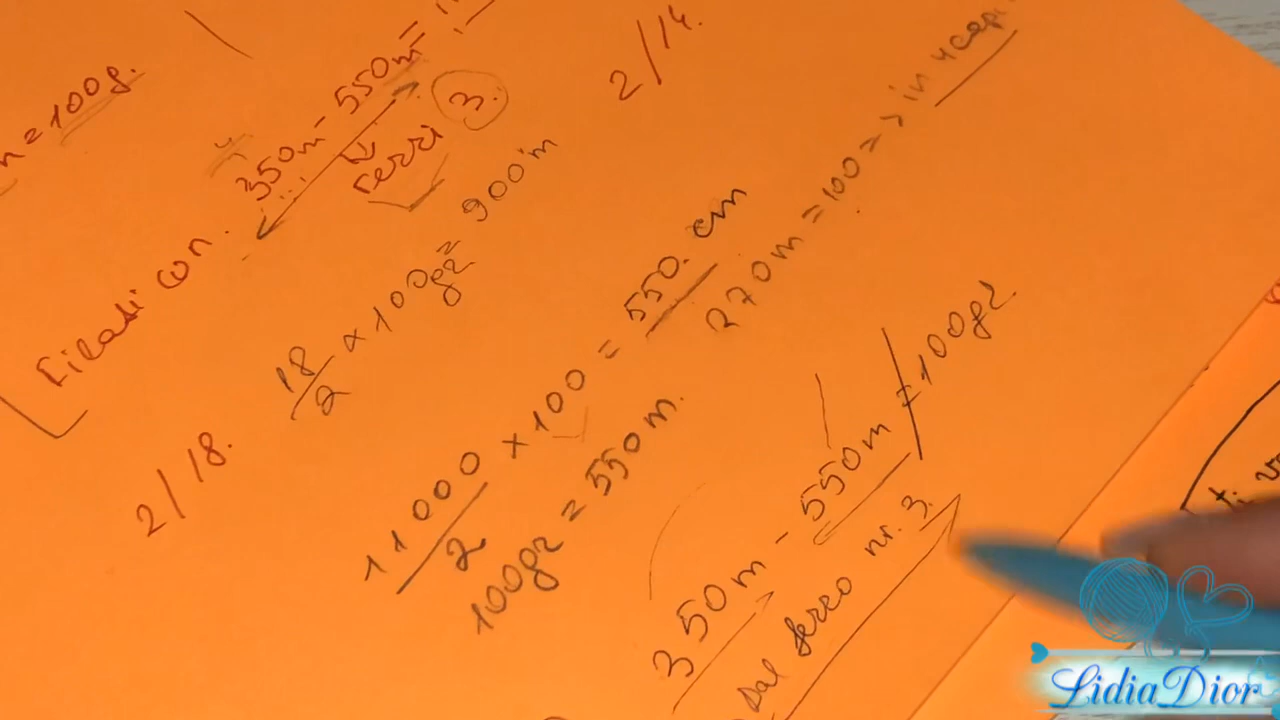 = 100g.
350m - 550m =
Ferri 3.
Filati con.
2/14.
2/18.
18/2 x 100gr = 900m
11000/2 x 100 = 550. cm
100gr = 550m.
270m = 100 => in 4 capi
350m - 550m = 100gr.
Dal ferro nr. 3.
ti
LidiaDior